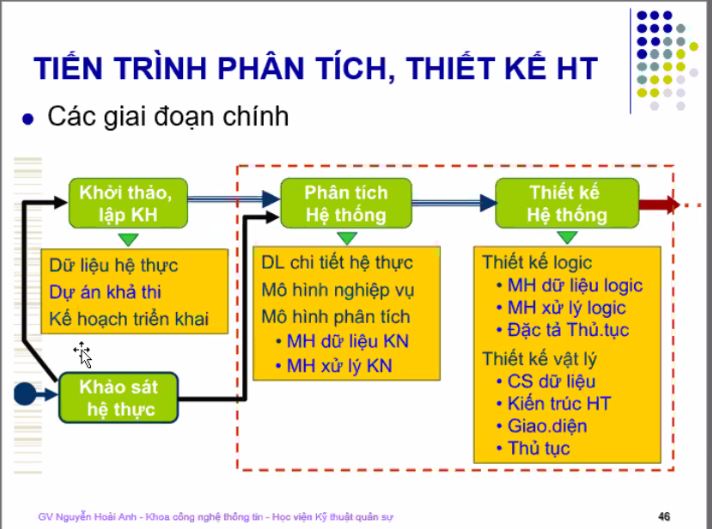 TIẾN TRÌNH PHÂN TÍCH, THIẾT KẾ HT
● Các giai đoạn chính
Khởi thảo,
lập KH
Dữ liệu hệ thực
Dự án khả thi
Kế hoạch triển khai
Khảo sát
hệ thực
Phân tích
Hệ thống
DL chi tiết hệ thực
Mô hình nghiệp vụ
Mô hình phân tích
• MH dữ liệu KN
• MH xử lý KN
Thiết kế
Hệ thống
Thiết kế logic
• MH dữ liệu logic
• MH xử lý logic
• Đặc tả Thủ.tục
Thiết kế vật lý
• CS dữ liệu
• Kiến trúc HT
• Giao.diện
• Thủ tục
GV Nguyễn Hoài Anh - Khoa công nghệ thông tin - Học viện Kỹ thuật quân sự
46